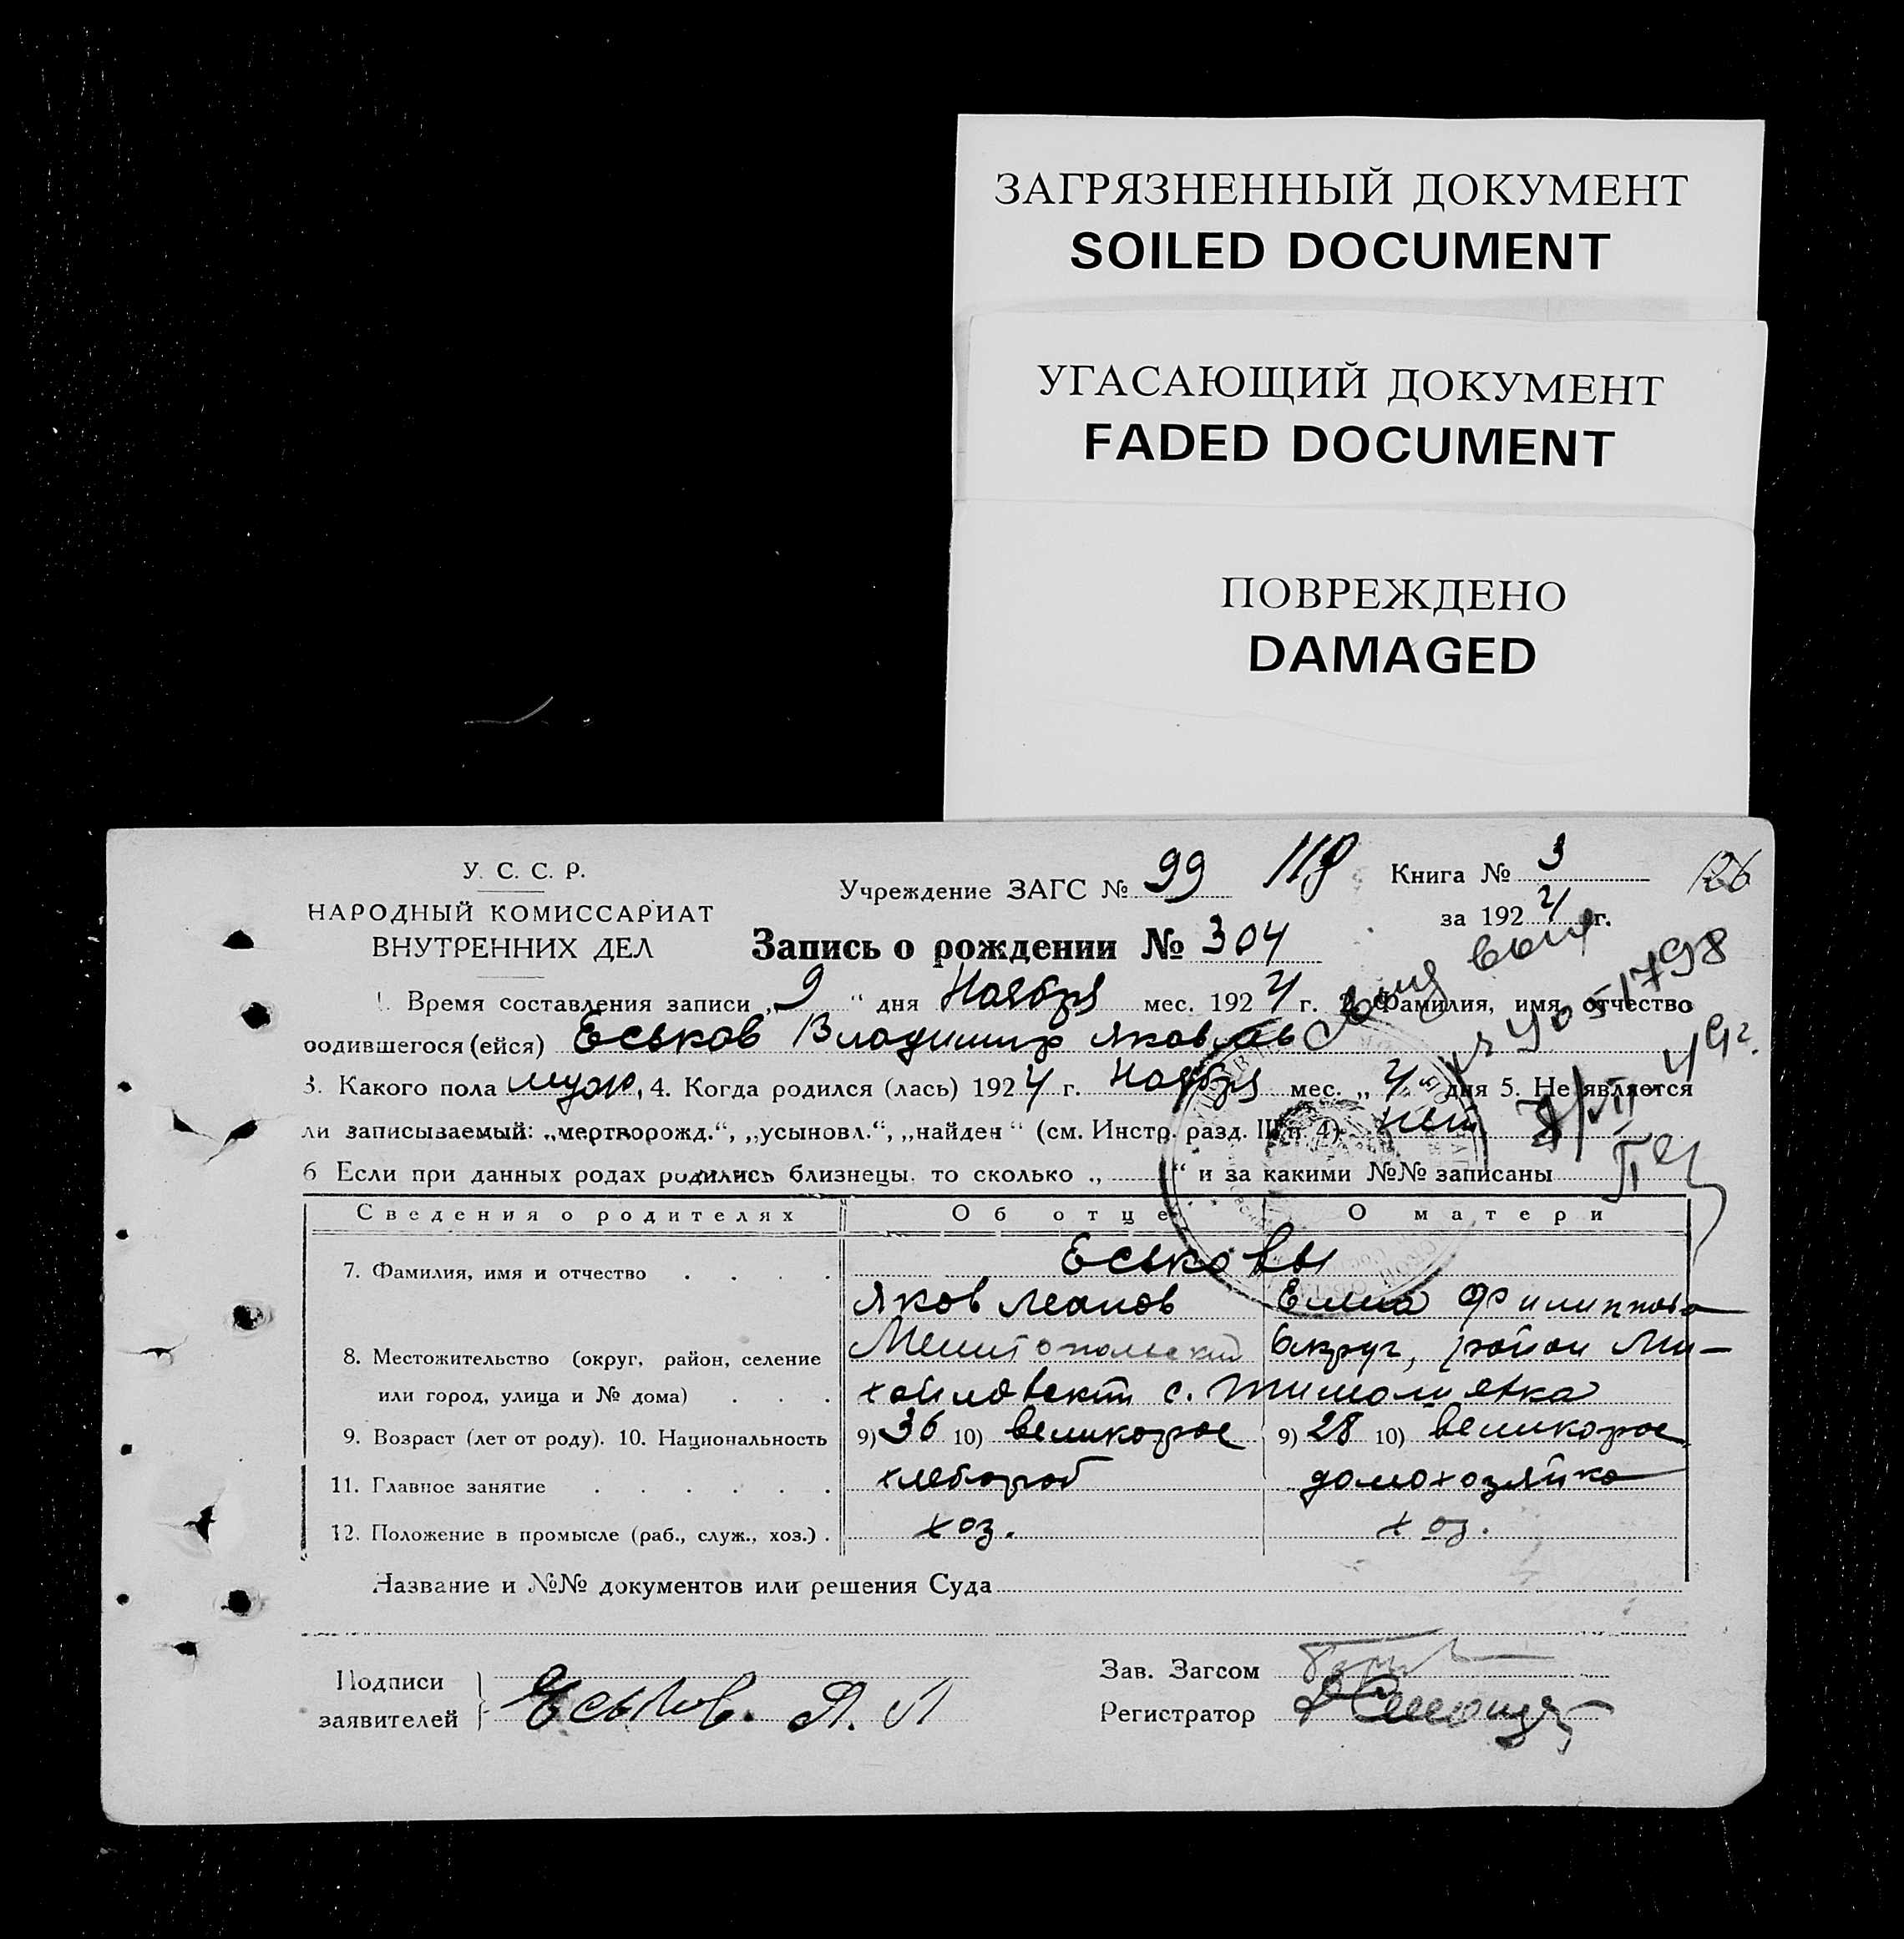 ЗАГРЯЗНЕННЫЙ ДОКУМЕНТ
SOILED DOCUMENT
УГАСАЮЩИЙ ДОКУМЕНТ
FADED DOCUMENT
ПОВРЕЖДЕНО
DAMAGED
У. С. С. Р.
НАРОДНЫЙ КОМИССАРИАТ
ВНУТРЕННИХ ДЕЛ
Учреждение ЗАГС № 99 118
Книга № 3
126
за 1924 г.
Запись о рождении № 304
1. Время составления записи „9“ дня Ноября мес. 1924 г. 2. Фамилия, имя, отчество
родившегося (ейся) Еськов Владимир Яковль
3. Какого пола муж, 4. Когда родился (лась) 1924 г. Ноября мес. „4“ дня 5. Не является
ли записываемый: „мертворожд.“, „усыновл.“, „найден“ (см. Инстр. разд. III п. 4) нет
6 Если при данных родах родились близнецы, то сколько „ “ и за какими №№ записаны
Сведения о родителях Об отце О матери
7. Фамилия, имя и отчество . . . . Еськовы
Яков Филиппова
8. Местожительство (округ, район, селение Мелитопольский округ, район Ми-
или город, улица и № дома) . . . хайловский с. Тимошевка
9. Возраст (лет от роду). 10. Национальность 9) 36 10) великорос 9) 28 10) великорос
11. Главное занятие . . . . . . хлебороб домохозяйка
12. Положение в промысле (раб., служ., хоз.) . хоз. хоз.
Название и №№ документов или решения Суда
Подписи
заявителей Еськов. Я. И
Зав. Загсом
Регистратор